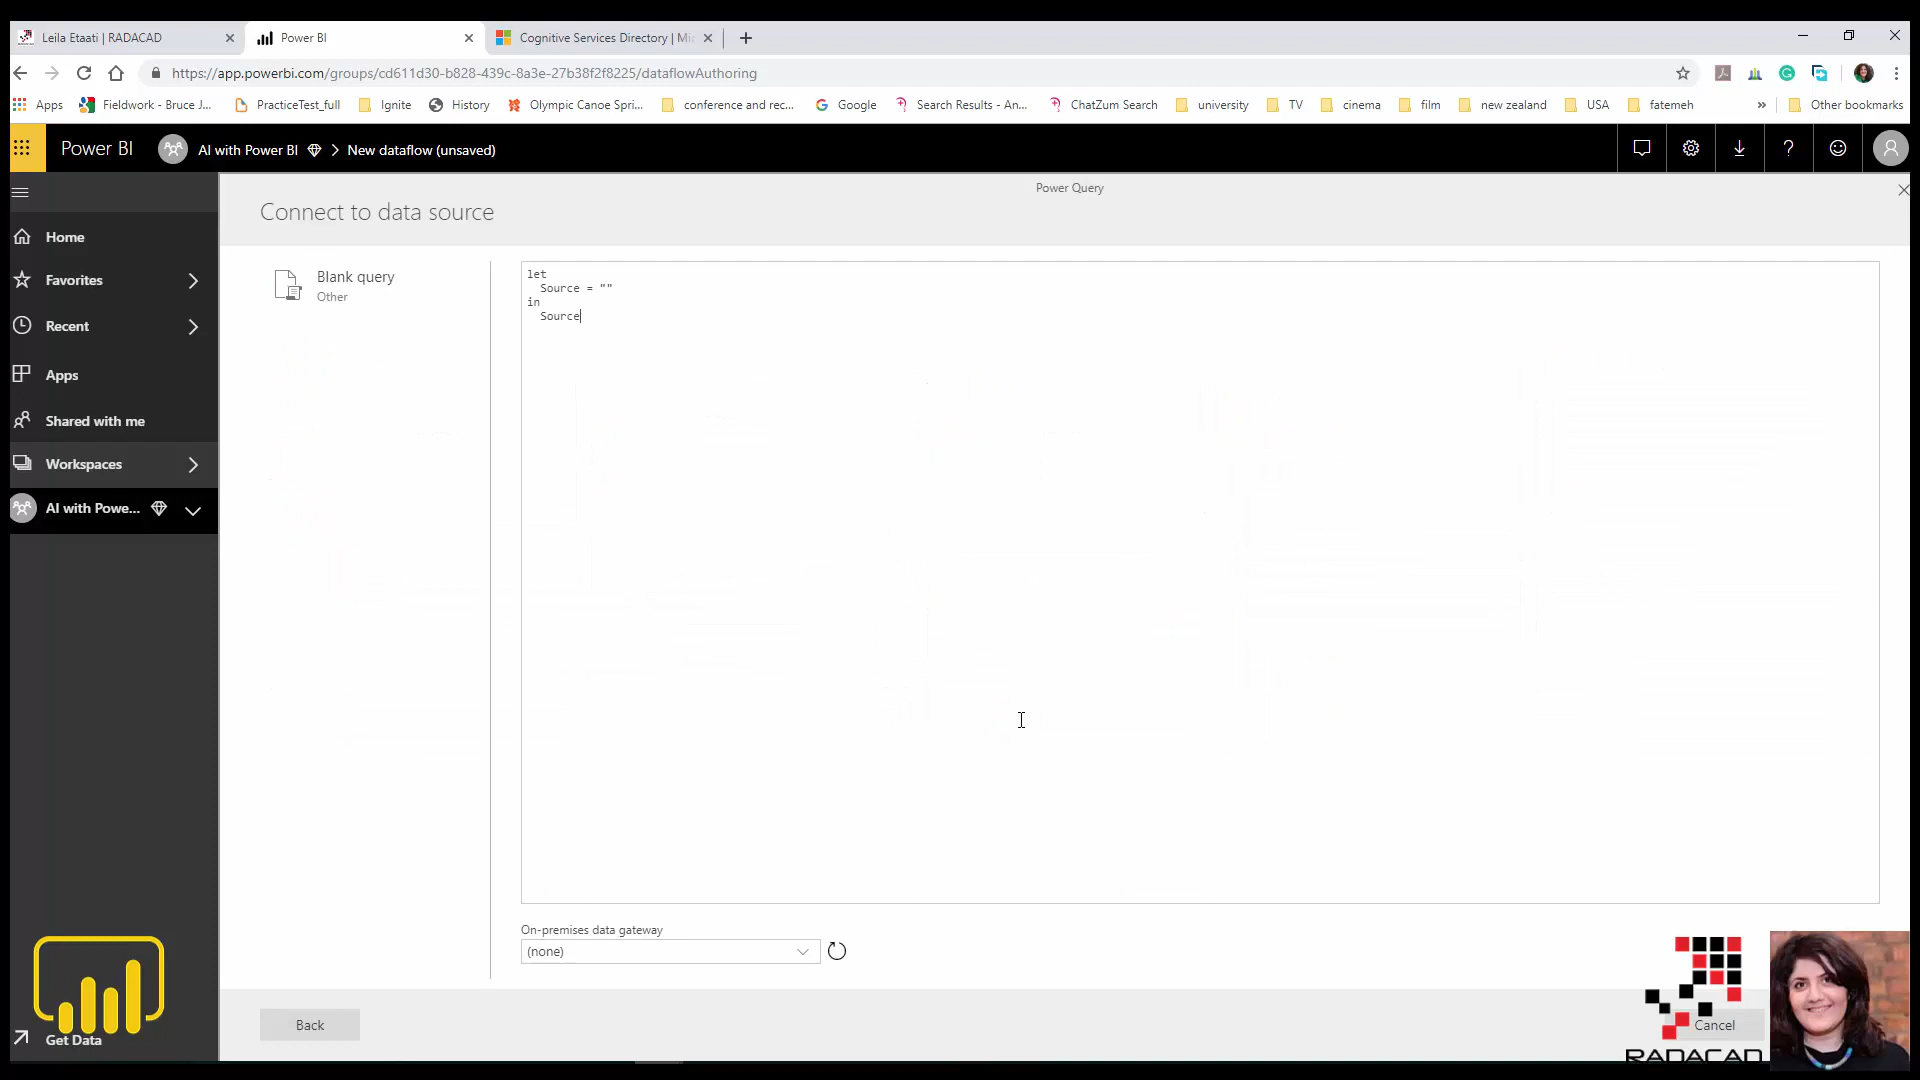 Leila Etaati | RADACAD
Power BI
Cognitive Services Directory | Mi
https://app.powerbi.com/groups/cd611d30-b828-439c-8a3e-27b38f2f8225/dataflowAuthoring
Apps
Fieldwork - Bruce J...
PracticeTest_full
Ignite
History
Olympic Canoe Spri...
conference and rec...
Google
Search Results - An...
ChatZum Search
university
TV
cinema
film
new zealand
USA
fatemeh
»
Other bookmarks
Power BI
AI with Power BI > New dataflow (unsaved)
Power Query
Connect to data source
Home
Favorites
Recent
Apps
Shared with me
Workspaces
AI with Powe...
Get Data
Blank query
Other
let
Source = ""
in
Source
On-premises data gateway
(none)
Back
Cancel
RADACAD